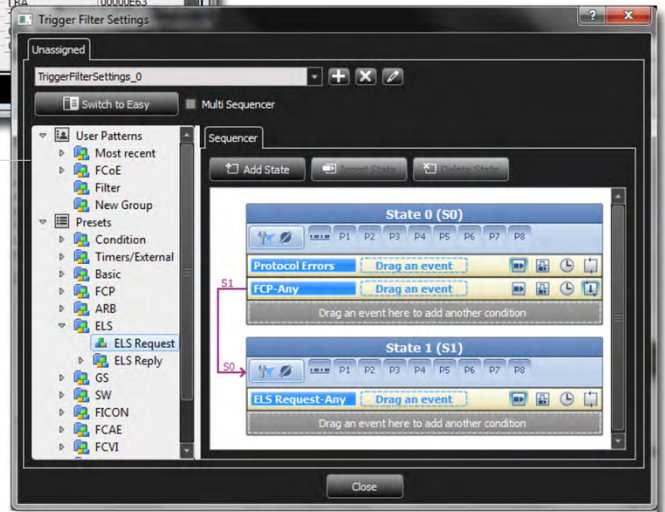 LBA 00000E63
Trigger Filter Settings
Unassigned
TriggerFilterSettings_0
Switch to Easy
Multi Sequencer
User Patterns
Most recent
FCoE
Filter
New Group
Presets
Condition
Timers/External
Basic
FCP
ARB
ELS
ELS Request
ELS Reply
GS
SW
FICON
FCAE
FCVI
Sequencer
Add State
Insert State
Delete State
State 0 (S0)
P1 P2 P3 P4 P5 P6 P7 P8
Protocol Errors Drag an event
S1
FCP-Any
Drag an event here to add another condition
State 1 (S1)
S0
P1 P2 P3 P4 P5 P6 P7 P8
ELS Request-Any Drag an event
Drag an event here to add another condition
Close